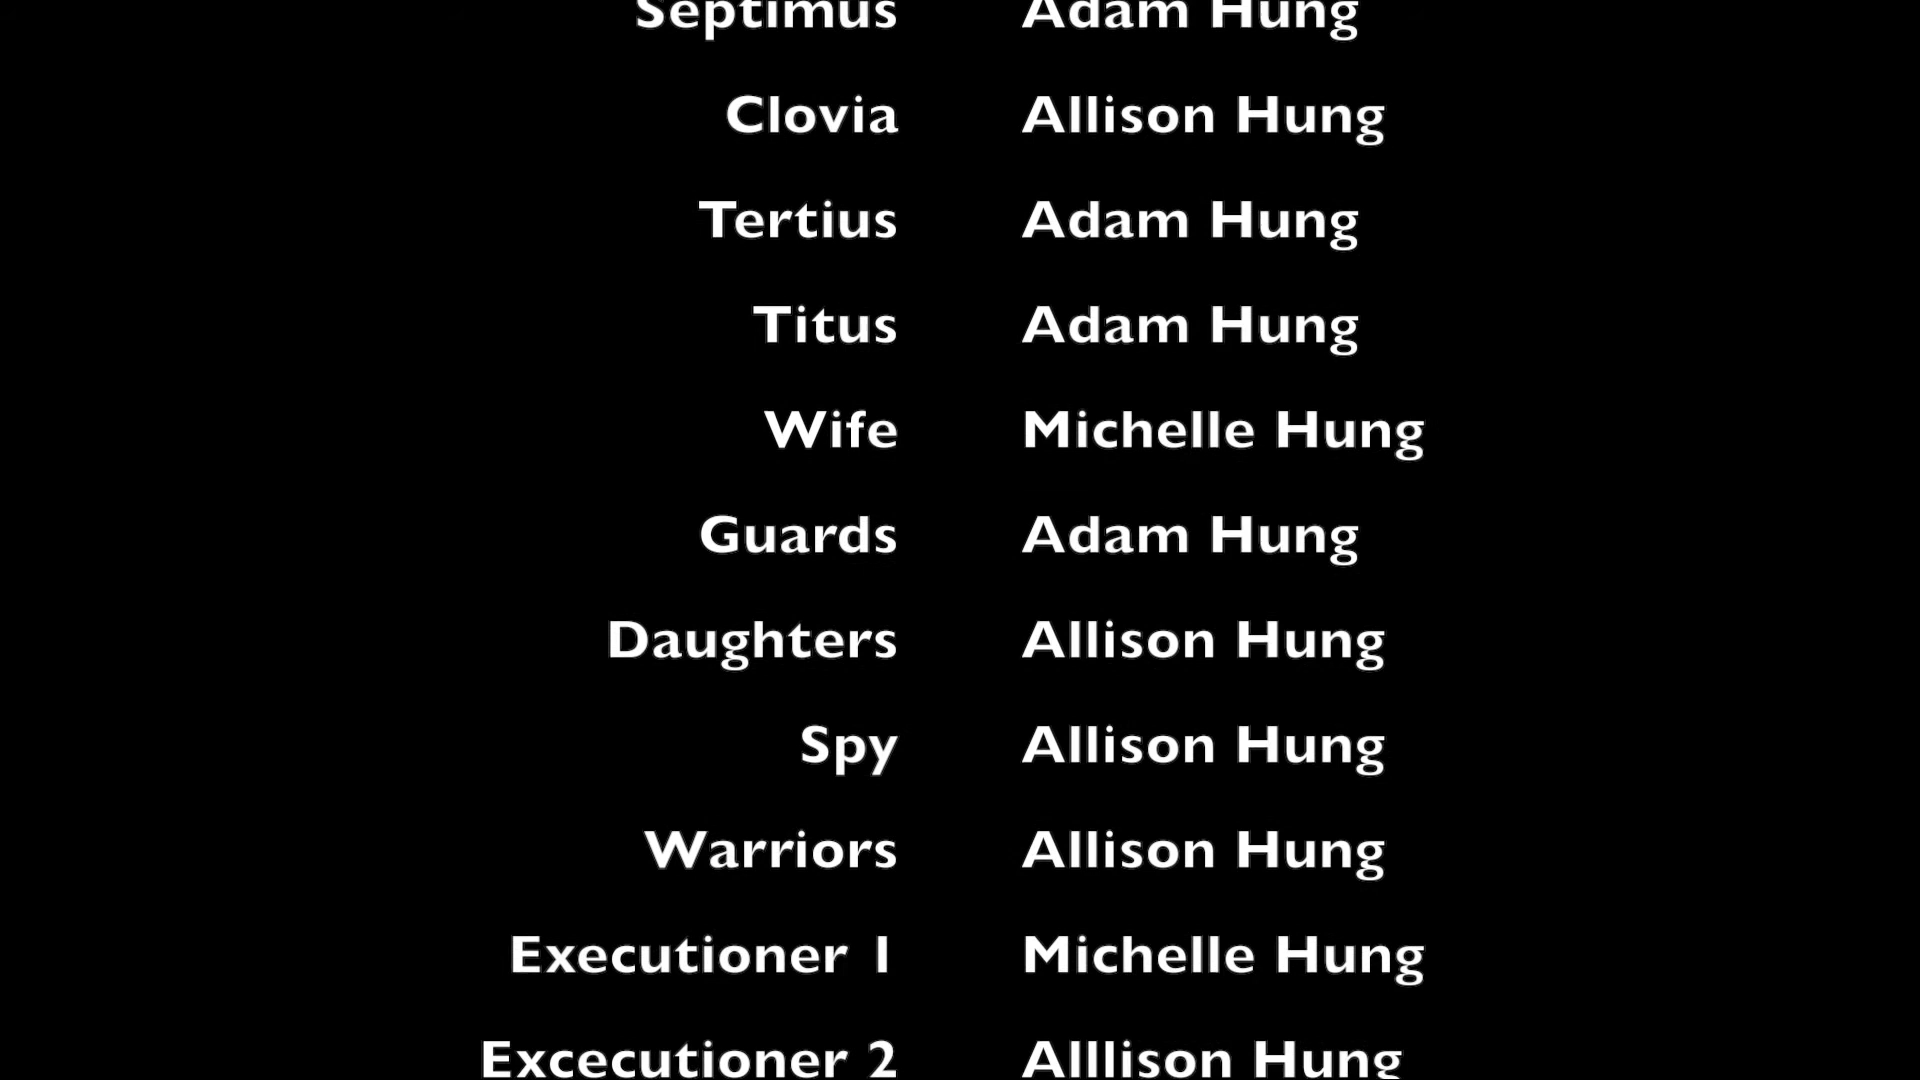 Septimus Adam Hung
Clovia Allison Hung
Tertius Adam Hung
Titus Adam Hung
Wife Michelle Hung
Guards Adam Hung
Daughters Allison Hung
Spy Allison Hung
Warriors Allison Hung
Executioner 1 Michelle Hung
Excecutioner 2 Alllison Hung